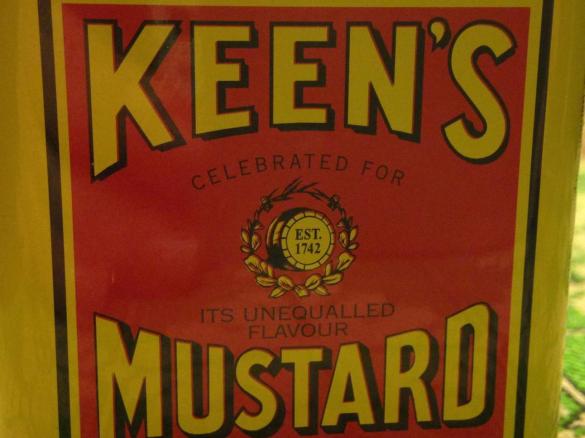 KEEN'S
CELEBRATED FOR
EST.
1742
ITS UNEQUALLED
FLAVOUR
MUSTARD